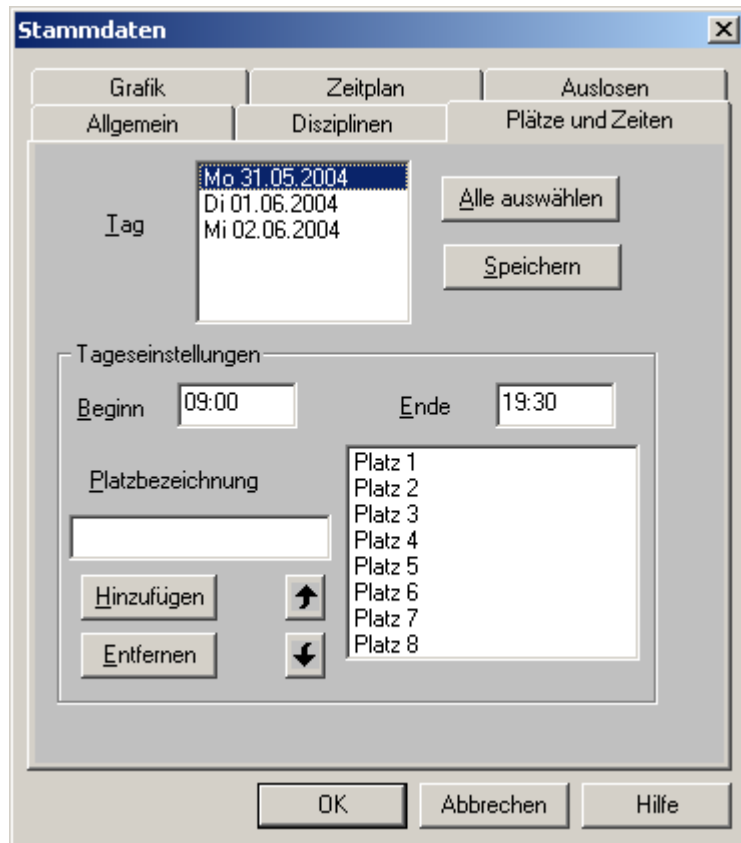 Stammdaten
Grafik Zeitplan Auslosen
Allgemein Disziplinen Plätze und Zeiten
Tag
Mo 31.05.2004
Di 01.06.2004
Mi 02.06.2004
Alle auswählen
Speichern
Tageseinstellungen
Beginn 09:00 Ende 19:30
Platzbezeichnung
Platz 1
Platz 2
Platz 3
Platz 4
Platz 5
Platz 6
Platz 7
Platz 8
Hinzufügen
Entfernen
OK Abbrechen Hilfe